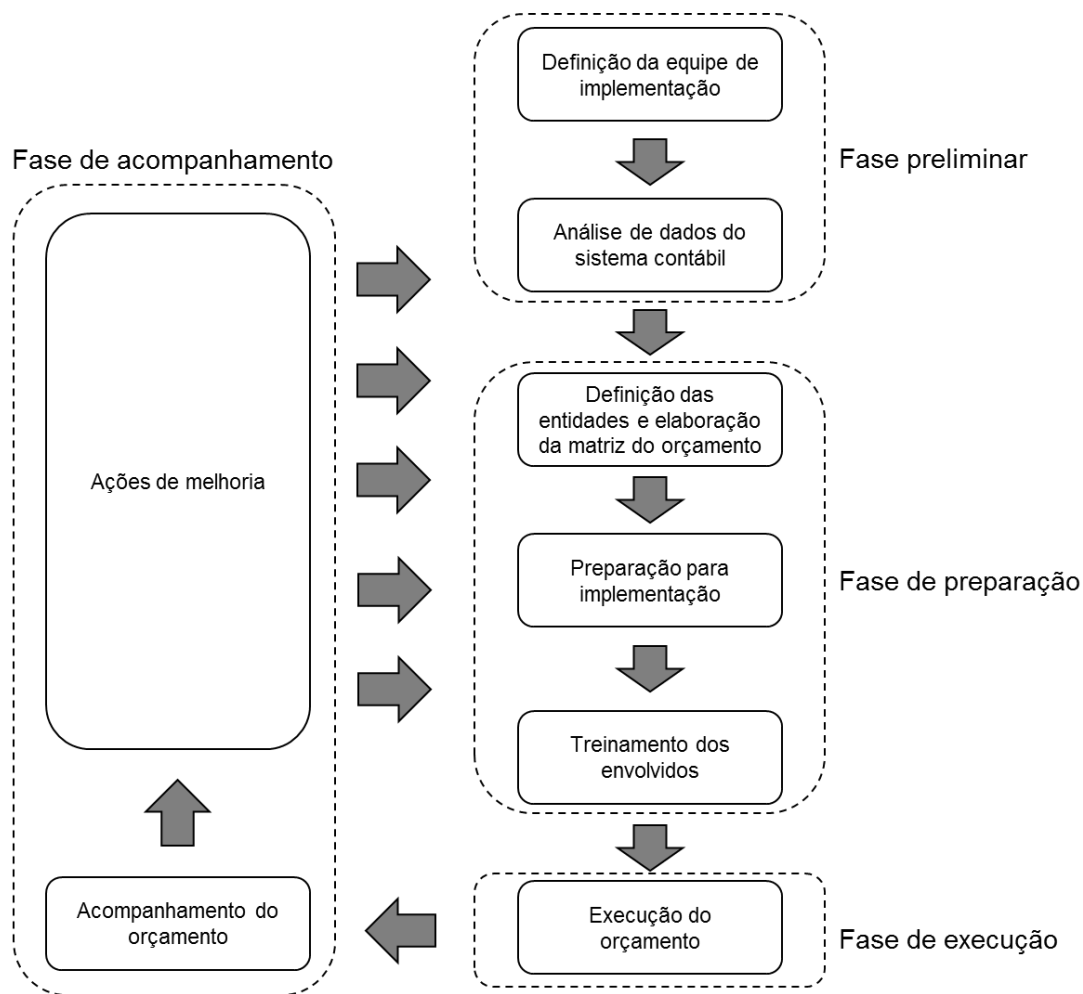 Definição da equipe de
implementação
Fase de acompanhamento
Fase preliminar
Análise de dados do
sistema contábil
Definição das
entidades e elaboração
da matriz do orçamento
Ações de melhoria
Preparação para
implementação
Fase de preparação
Treinamento dos
envolvidos
Acompanhamento do
orçamento
Execução do
orçamento
Fase de execução